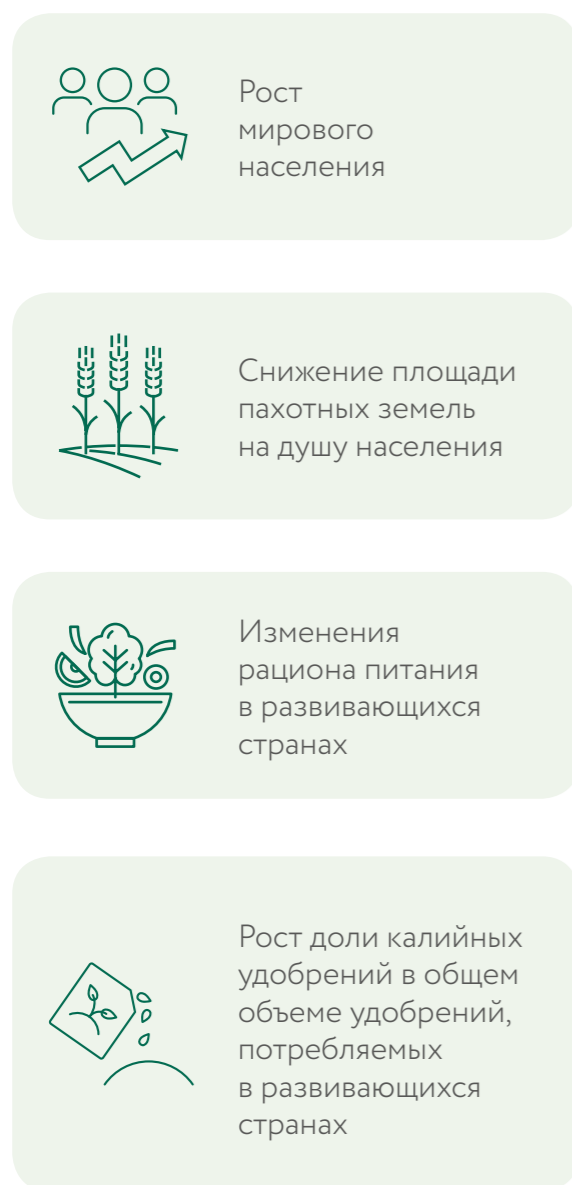 Рост
мирового
населения
Снижение площади
пахотных земель
на душу населения
Изменения
рациона питания
в развивающихся
странах
Рост доли калийных
удобрений в общем
объеме удобрений,
потребляемых
в развивающихся
странах